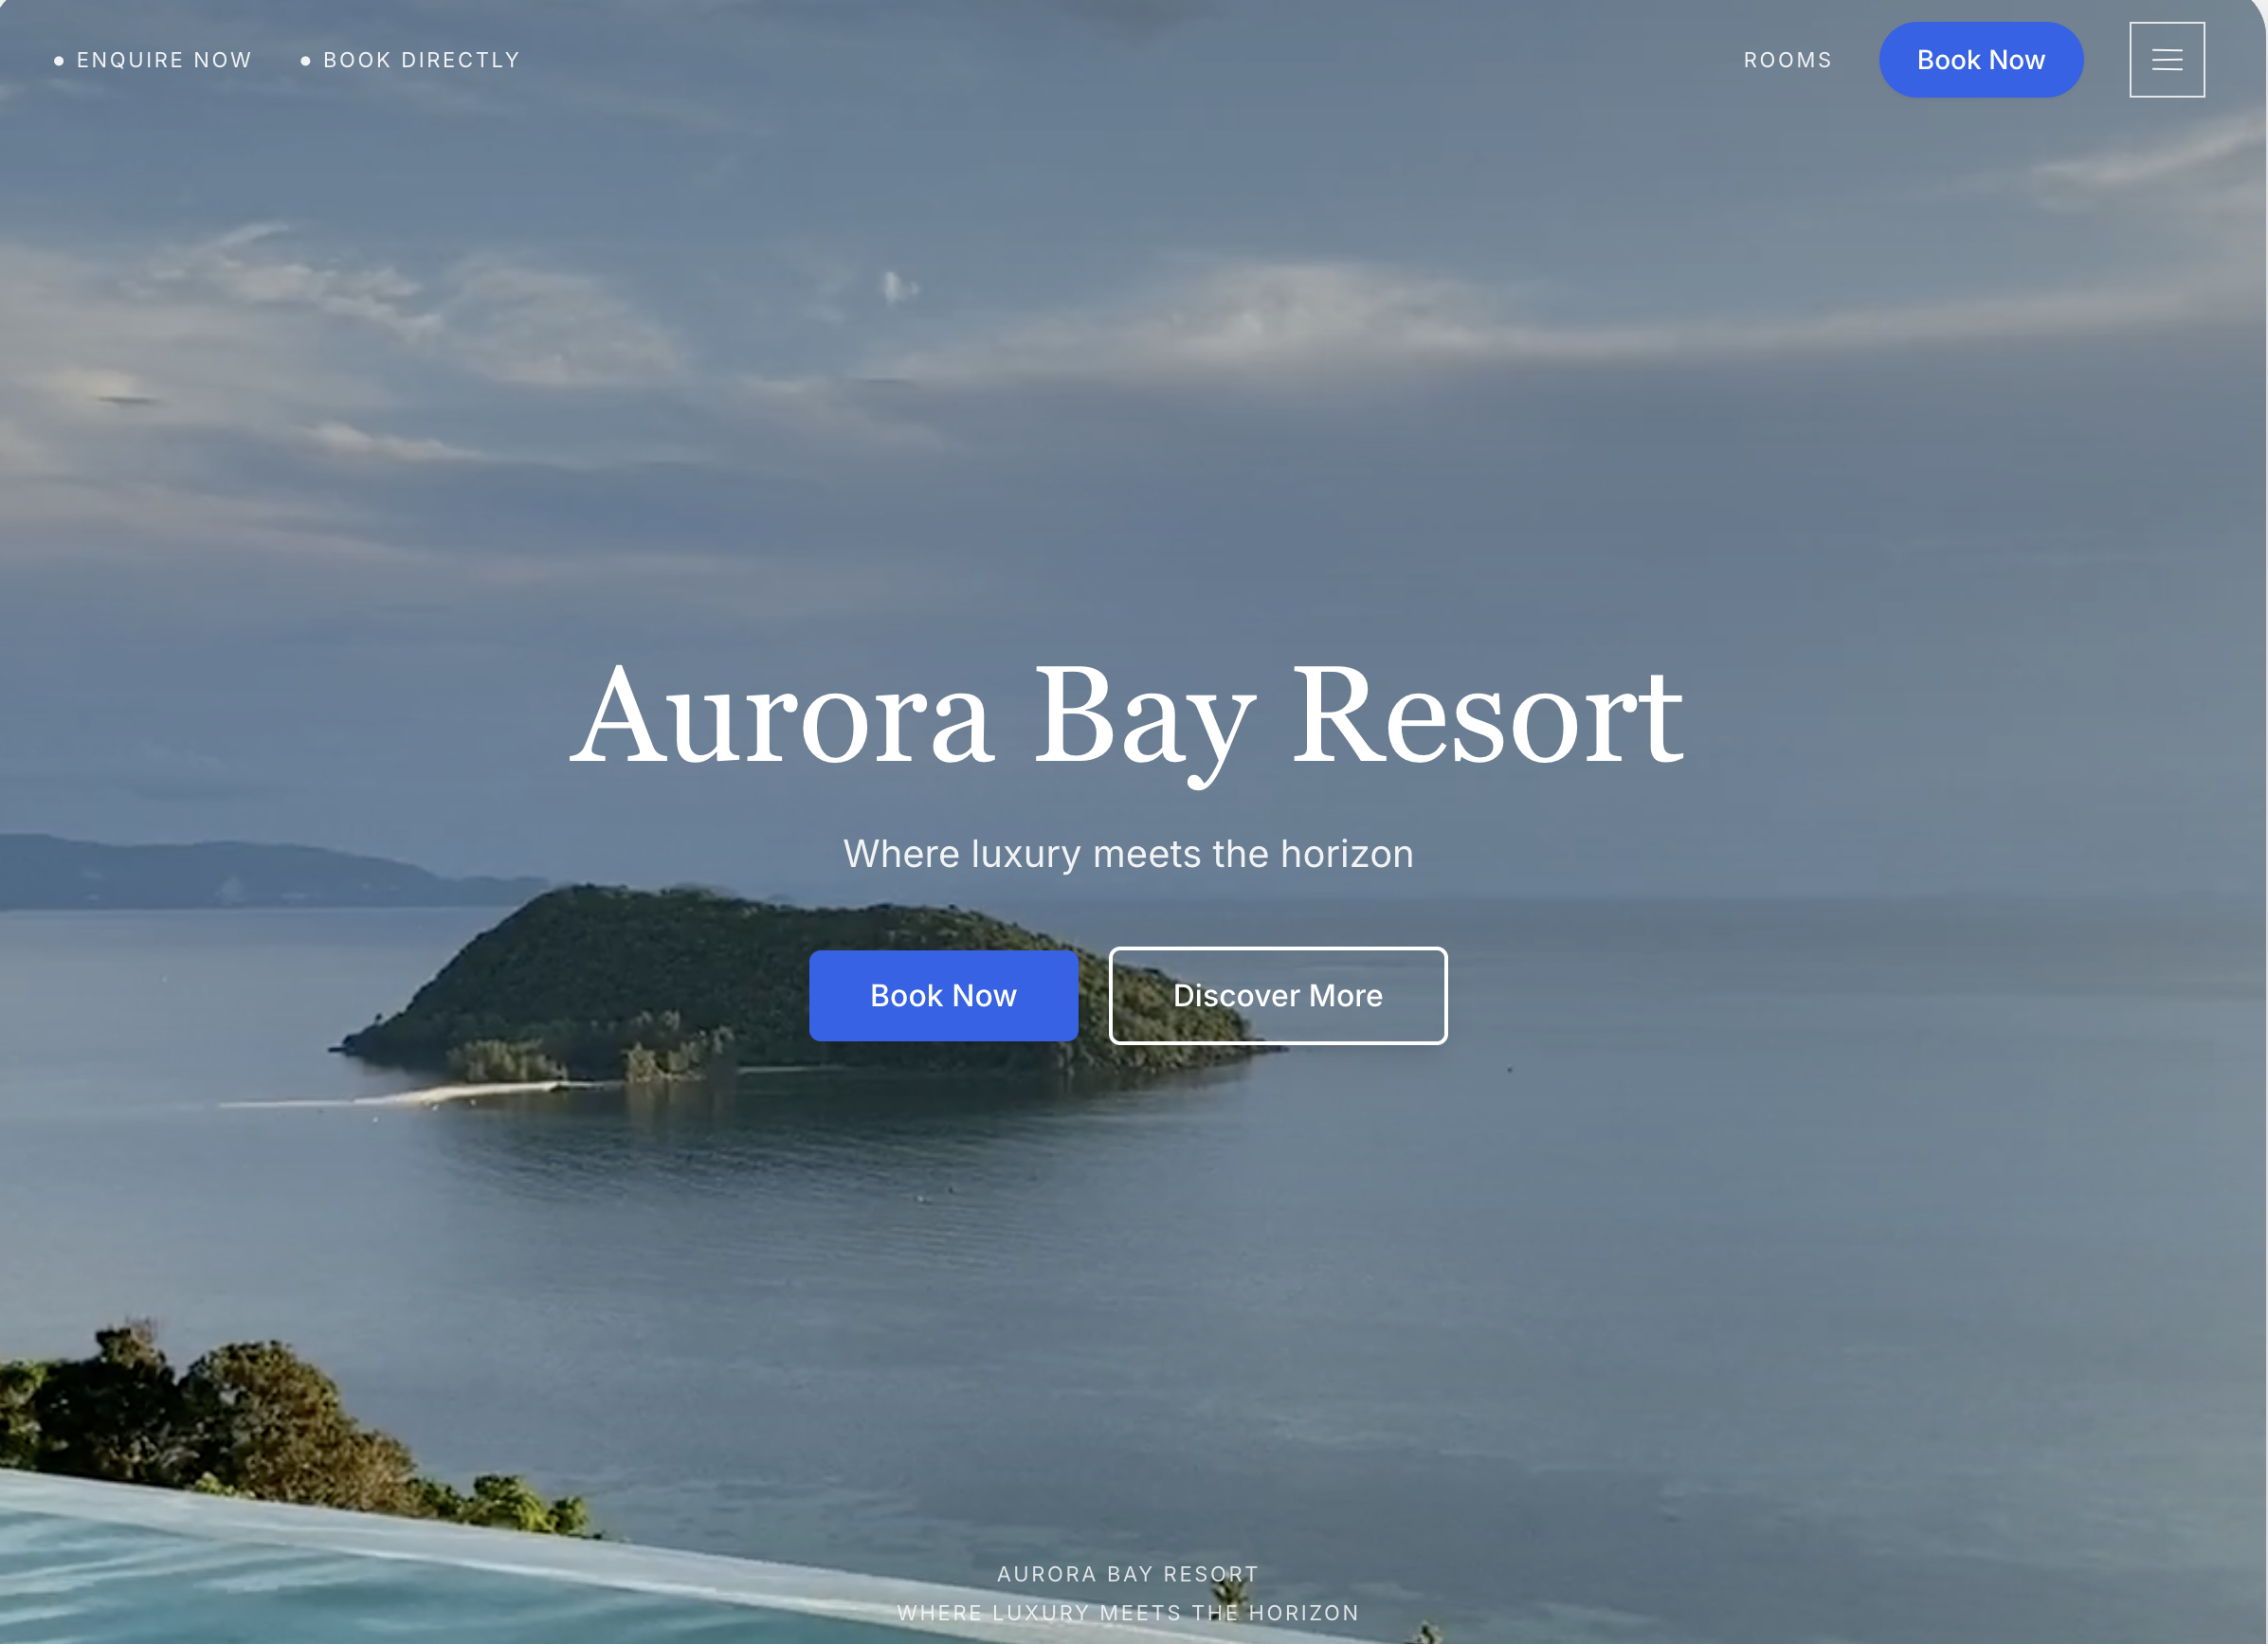 ENQUIRE NOW
BOOK DIRECTLY
ROOMS
Book Now
Aurora Bay Resort
Where luxury meets the horizon
Book Now
Discover More
AURORA BAY RESORT
WHERE LUXURY MEETS THE HORIZON